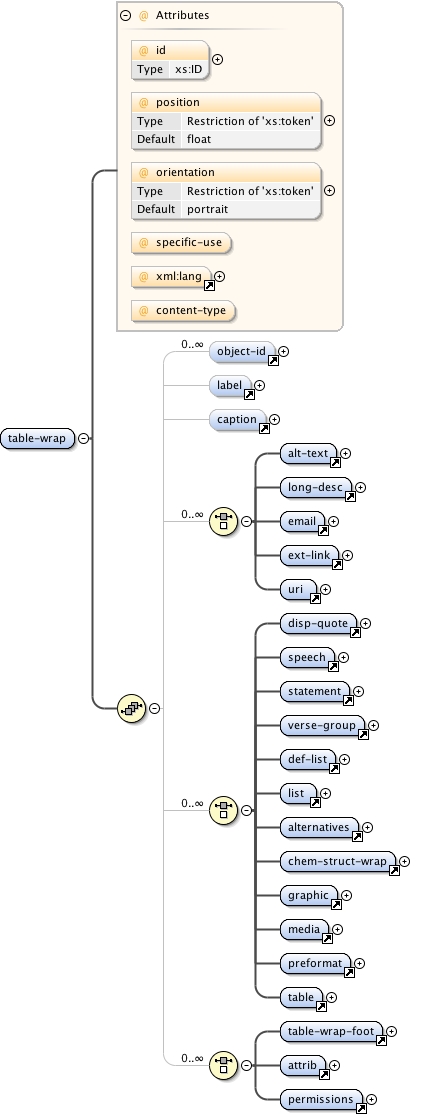 @ Attributes
@ id
Type xs:ID
@ position
Type Restriction of 'xs:token'
Default float
@ orientation
Type Restriction of 'xs:token'
Default portrait
@ specific-use
@ xml:lang
@ content-type
table-wrap
0..∞
object-id
label
caption
0..∞
alt-text
long-desc
email
ext-link
uri
0..∞
disp-quote
speech
statement
verse-group
def-list
list
alternatives
chem-struct-wrap
graphic
media
preformat
table
0..∞
table-wrap-foot
attrib
permissions